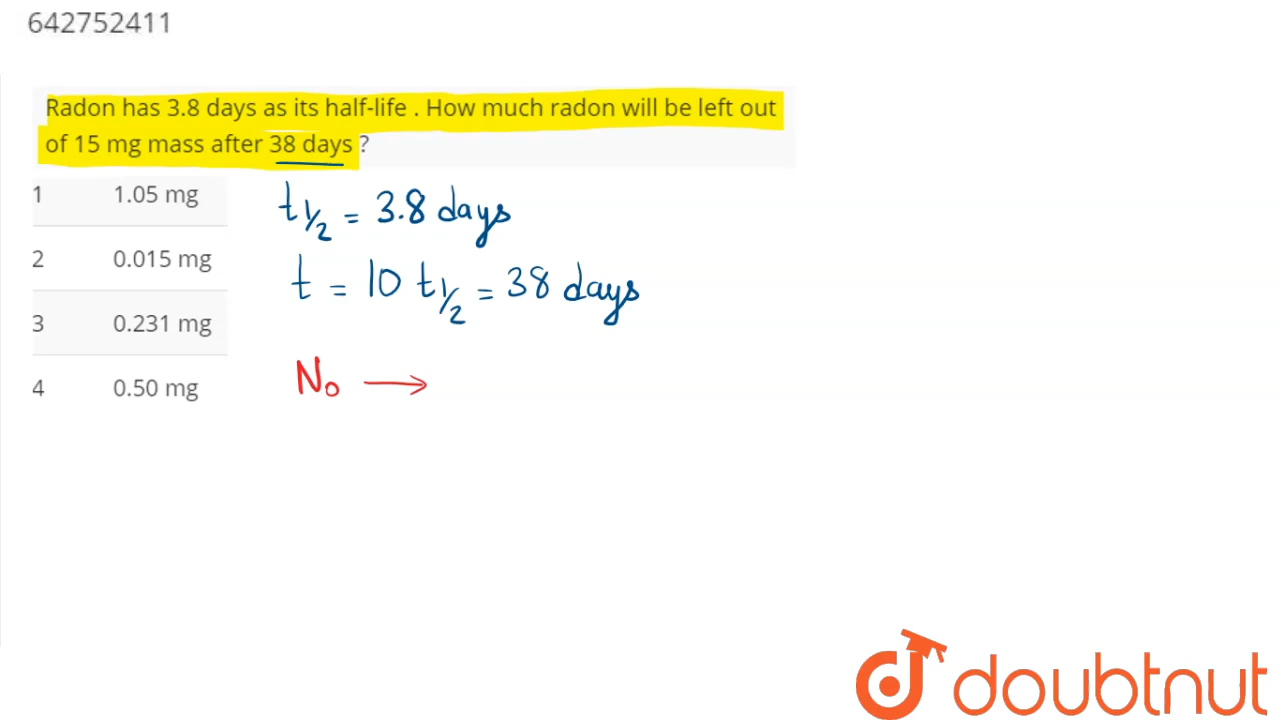 642752411
Radon has 3.8 days as its half-life . How much radon will be left out
of 15 mg mass after 38 days ?
1 1.05 mg
2 0.015 mg
3 0.231 mg
4 0.50 mg
t1/2 = 3.8 days
t = 10 t1/2 = 38 days
N0 →
doubtnut